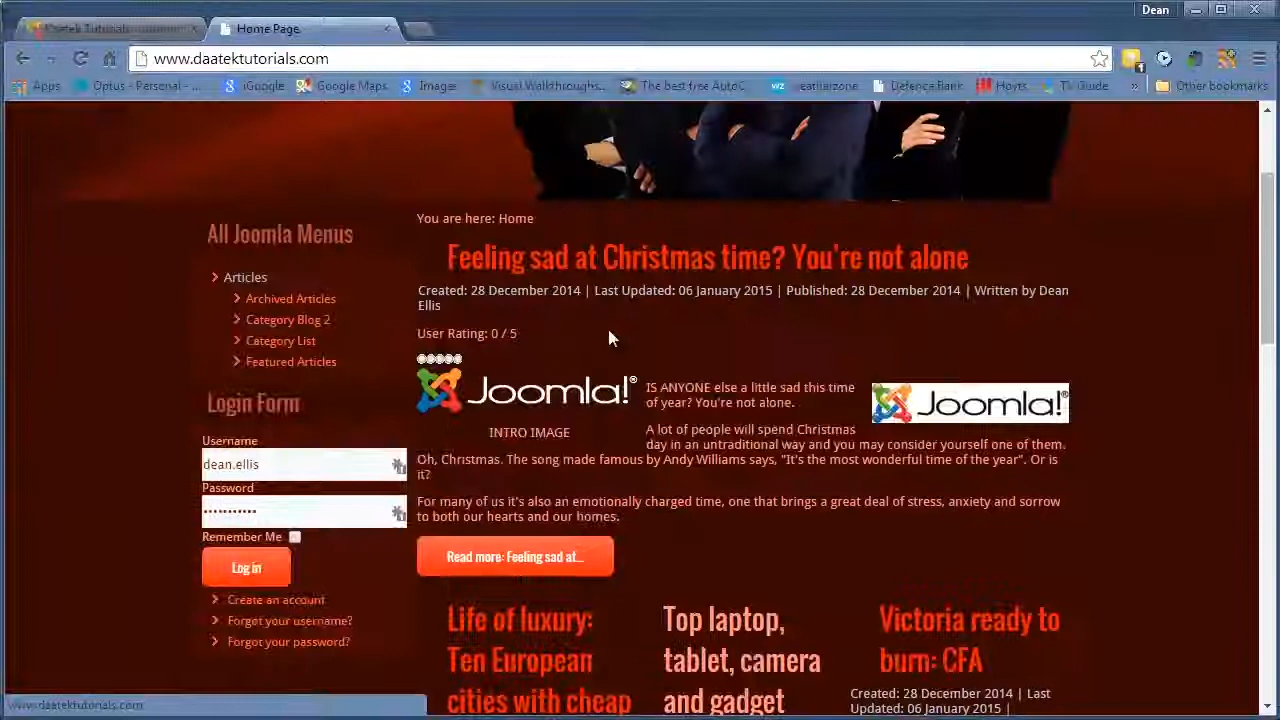 Dean
Daatek Tutorials
Home Page
www.daatektutorials.com
Apps
Optus - Personal - ...
iGoogle
Google Maps
Images
Visual Walkthroughs...
The best free AutoC...
weatherzone
Defence Bank
Hoyts
TV Guide
»
Other bookmarks
All Joomla Menus
Articles
Archived Articles
Category Blog 2
Category List
Featured Articles
Login Form
Username
dean.ellis
Password
Remember Me
Log in
Create an account
Forgot your username?
Forgot your password?
You are here: Home
Feeling sad at Christmas time? You're not alone
Created: 28 December 2014 | Last Updated: 06 January 2015 | Published: 28 December 2014 | Written by Dean
Ellis
User Rating: 0 / 5
Joomla!®
INTRO IMAGE
Joomla!®
IS ANYONE else a little sad this time
of year? You're not alone.
A lot of people will spend Christmas
day in an untraditional way and you may consider yourself one of them.
Oh, Christmas. The song made famous by Andy Williams says, "It's the most wonderful time of the year". Or is
it?
For many of us it's also an emotionally charged time, one that brings a great deal of stress, anxiety and sorrow
to both our hearts and our homes.
Read more: Feeling sad at...
Life of luxury:
Ten European
cities with cheap
Top laptop,
tablet, camera
and gadget
Victoria ready to
burn: CFA
Created: 28 December 2014 | Last
Updated: 06 January 2015 |
www.daatektutorials.com